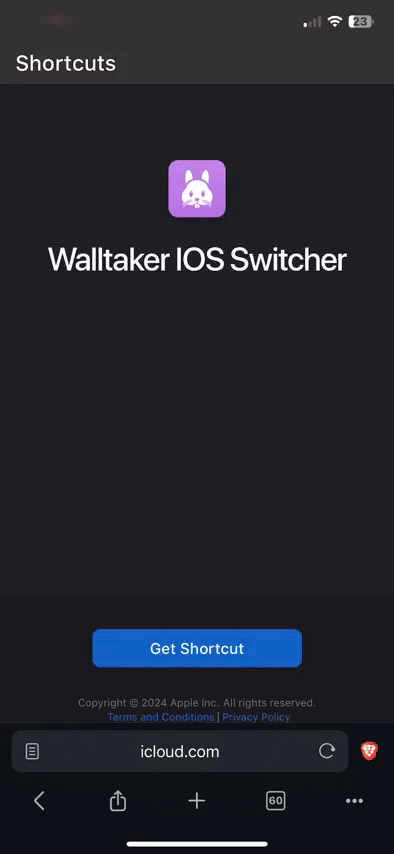 23
Shortcuts
Walltaker IOS Switcher
Get Shortcut
Copyright © 2024 Apple Inc. All rights reserved.
Terms and Conditions | Privacy Policy
icloud.com
60